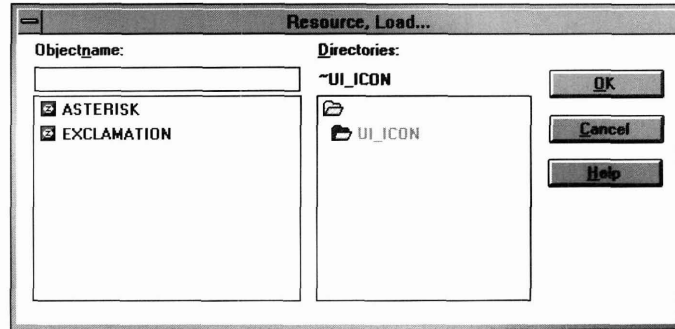 Resource, Load...
Objectname:
Directories:
~UI_ICON
ASTERISK
EXCLAMATION
UI_ICON
OK
Cancel
Help